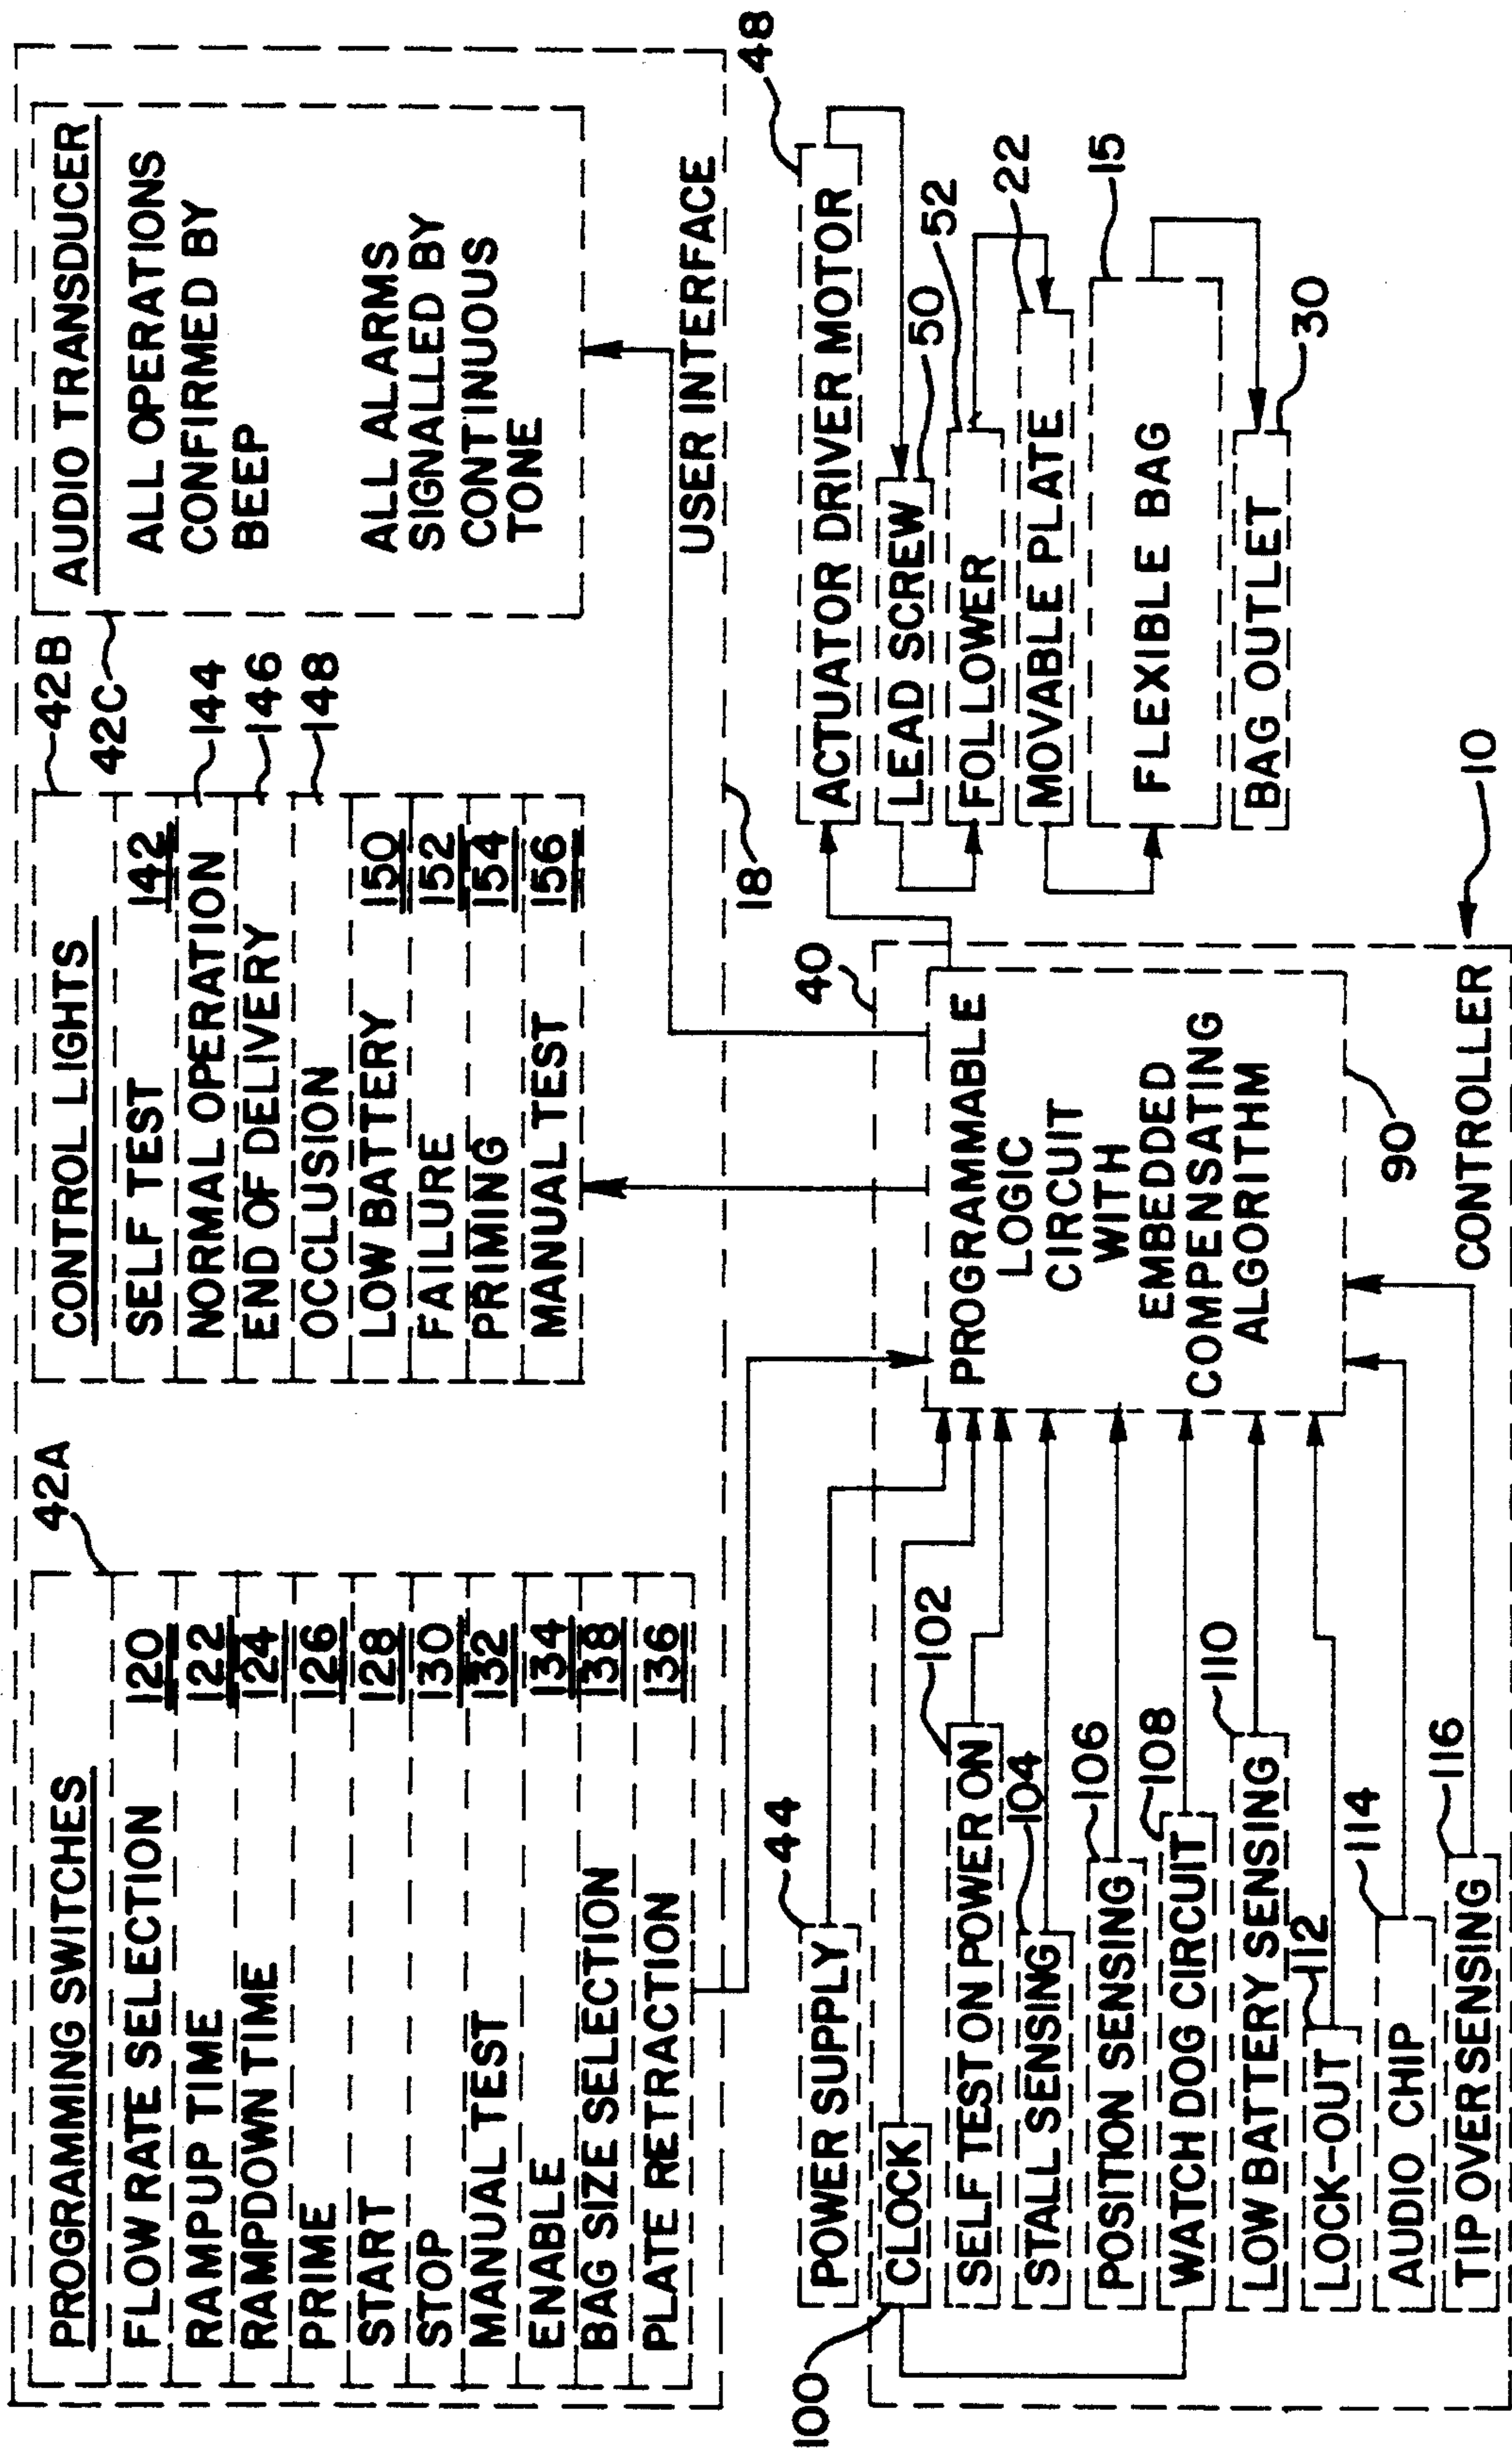 PROGRAMMING SWITCHES
FLOW RATE SELECTION 120
RAMPUP TIME 122
RAMPDOWN TIME 124
PRIME 126
START 128
STOP 130
MANUAL TEST 132
ENABLE 134
BAG SIZE SELECTION 138
PLATE RETRACTION 136
42A
CONTROL LIGHTS
SELF TEST 142
NORMAL OPERATION
END OF DELIVERY
OCCLUSION
LOW BATTERY 150
FAILURE 152
PRIMING 154
MANUAL TEST 156
42B
42C
144
146
148
AUDIO TRANSDUCER
ALL OPERATIONS
CONFIRMED BY
BEEP
ALL ALARMS
SIGNALLED BY
CONTINUOUS
TONE
USER INTERFACE
18
POWER SUPPLY
44
CLOCK
100
SELF TEST ON POWER ON
102
STALL SENSING
104
POSITION SENSING
106
WATCH DOG CIRCUIT
108
LOW BATTERY SENSING
110
LOCK-OUT
112
AUDIO CHIP
114
TIP OVER SENSING
116
40
PROGRAMMABLE
LOGIC
CIRCUIT
WITH
EMBEDDED
COMPENSATING
ALGORITHM
90
CONTROLLER
10
ACTUATOR DRIVER MOTOR
48
LEAD SCREW
50
FOLLOWER
52
MOVABLE PLATE
22
FLEXIBLE BAG
15
BAG OUTLET
30